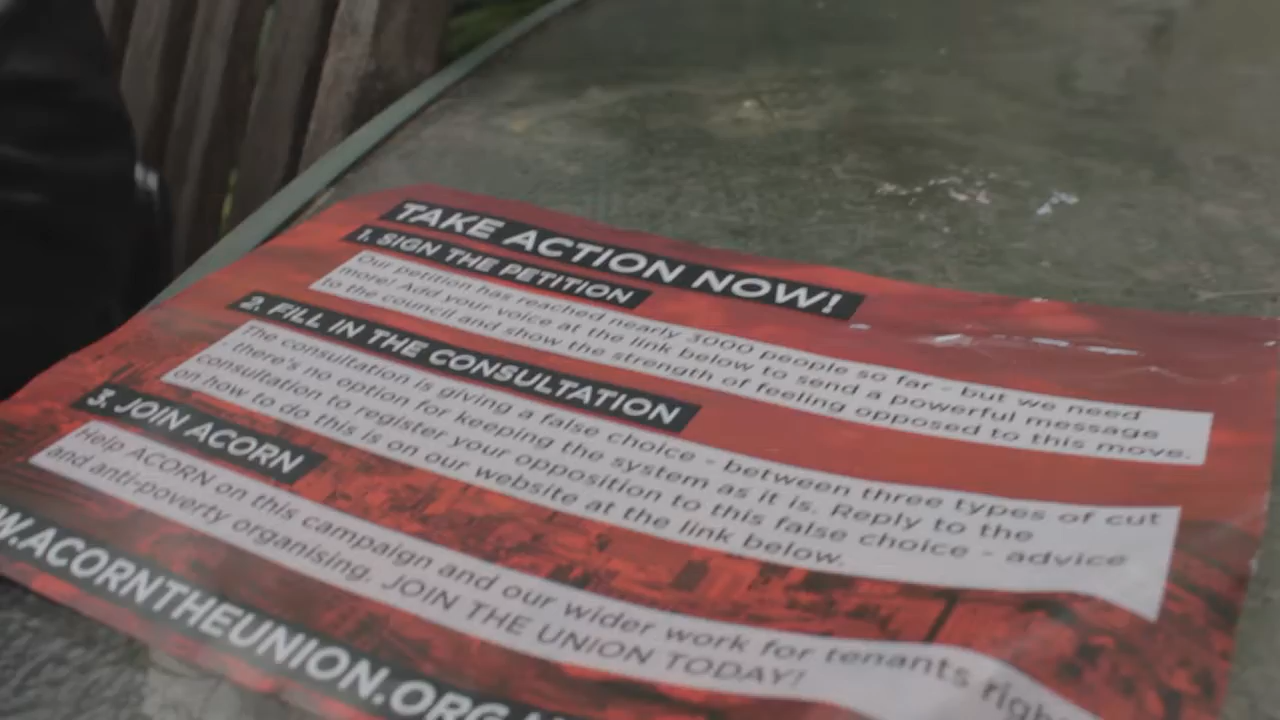 TAKE ACTION NOW!
1. SIGN THE PETITION
Our petition has reached nearly 3000 people so far - but we need
more! Add your voice at the link below to send a powerful message
to the council and show the strength of feeling opposed to this move.
2. FILL IN THE CONSULTATION
The consultation is giving a false choice - between three types of cut
there's no option for keeping the system as it is. Reply to the
consultation to register your opposition to this false choice - advice
on how to do this is on our website at the link below.
3. JOIN ACORN
Help ACORN on this campaign and our wider work for tenants righ
and anti-poverty organising. JOIN THE UNION TODAY!
W.ACORNTHEUNION.ORG